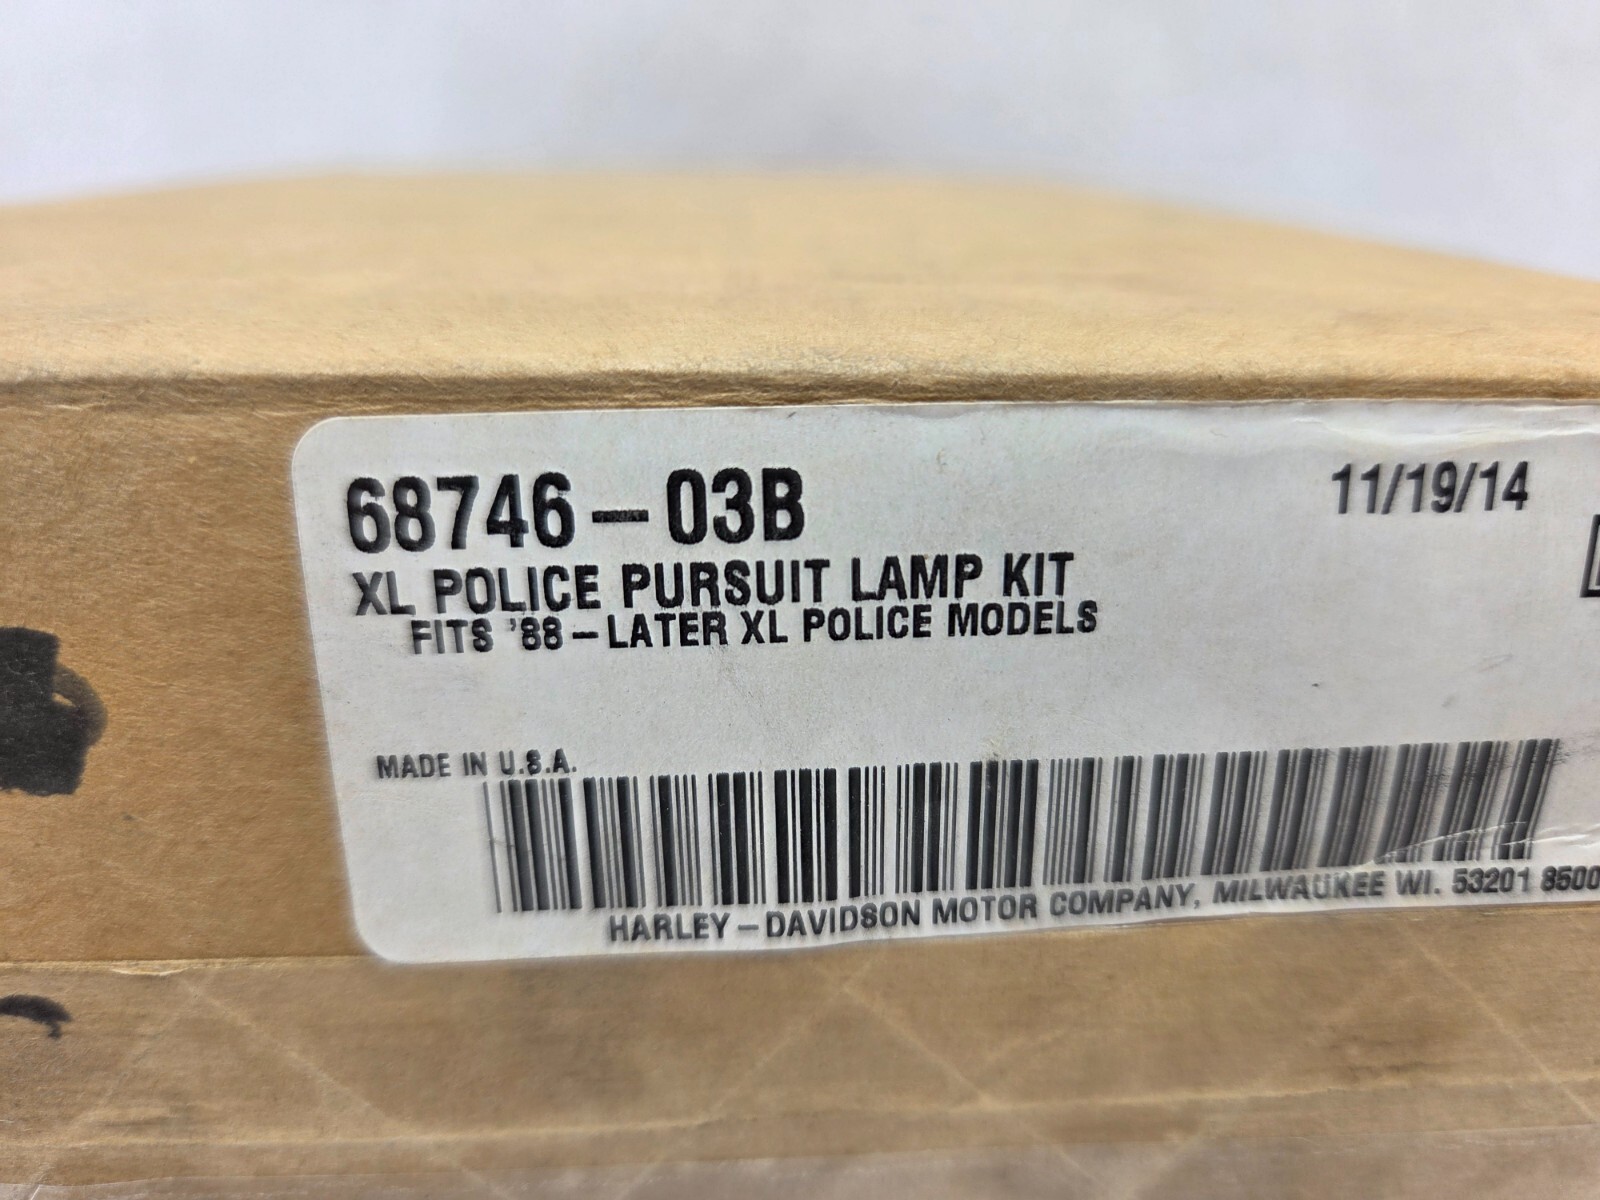 68746-03B
11/19/14
XL POLICE PURSUIT LAMP KIT
FITS '88-LATER XL POLICE MODELS
MADE IN U.S.A.
HARLEY-DAVIDSON MOTOR COMPANY, MILWAUKEE WI. 53201 8500